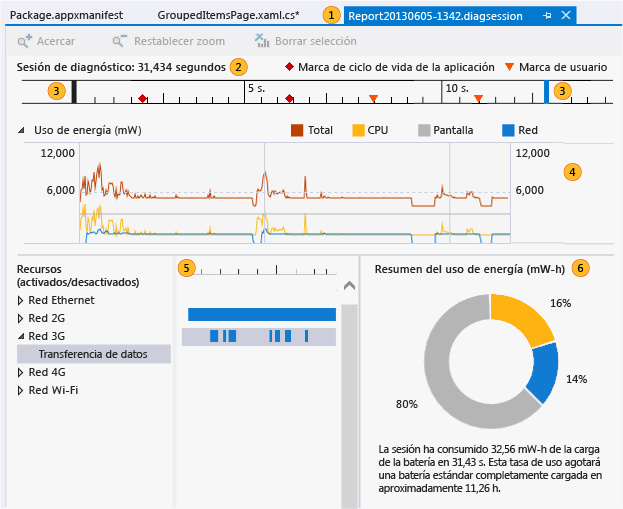 Package.appxmanifest GroupedItemsPage.xaml.cs* 1 Report20130605-1342.diagsession
Acercar Restablecer zoom Borrar selección
Sesión de diagnóstico: 31,434 segundos 2 Marca de ciclo de vida de la aplicación Marca de usuario
3 5 s. 10 s. 3
Uso de energía (mW) Total CPU Pantalla Red
12,000 12,000
6,000 6,000 4
Recursos 5 Resumen del uso de energía (mW-h) 6
(activados/desactivados)
Red Ethernet
Red 2G
Red 3G
Transferencia de datos
Red 4G
Red Wi-Fi
16%
14%
80%
La sesión ha consumido 32,56 mW-h de la carga
de la batería en 31,43 s. Esta tasa de uso agotará
una batería estándar completamente cargada en
aproximadamente 11,26 h.